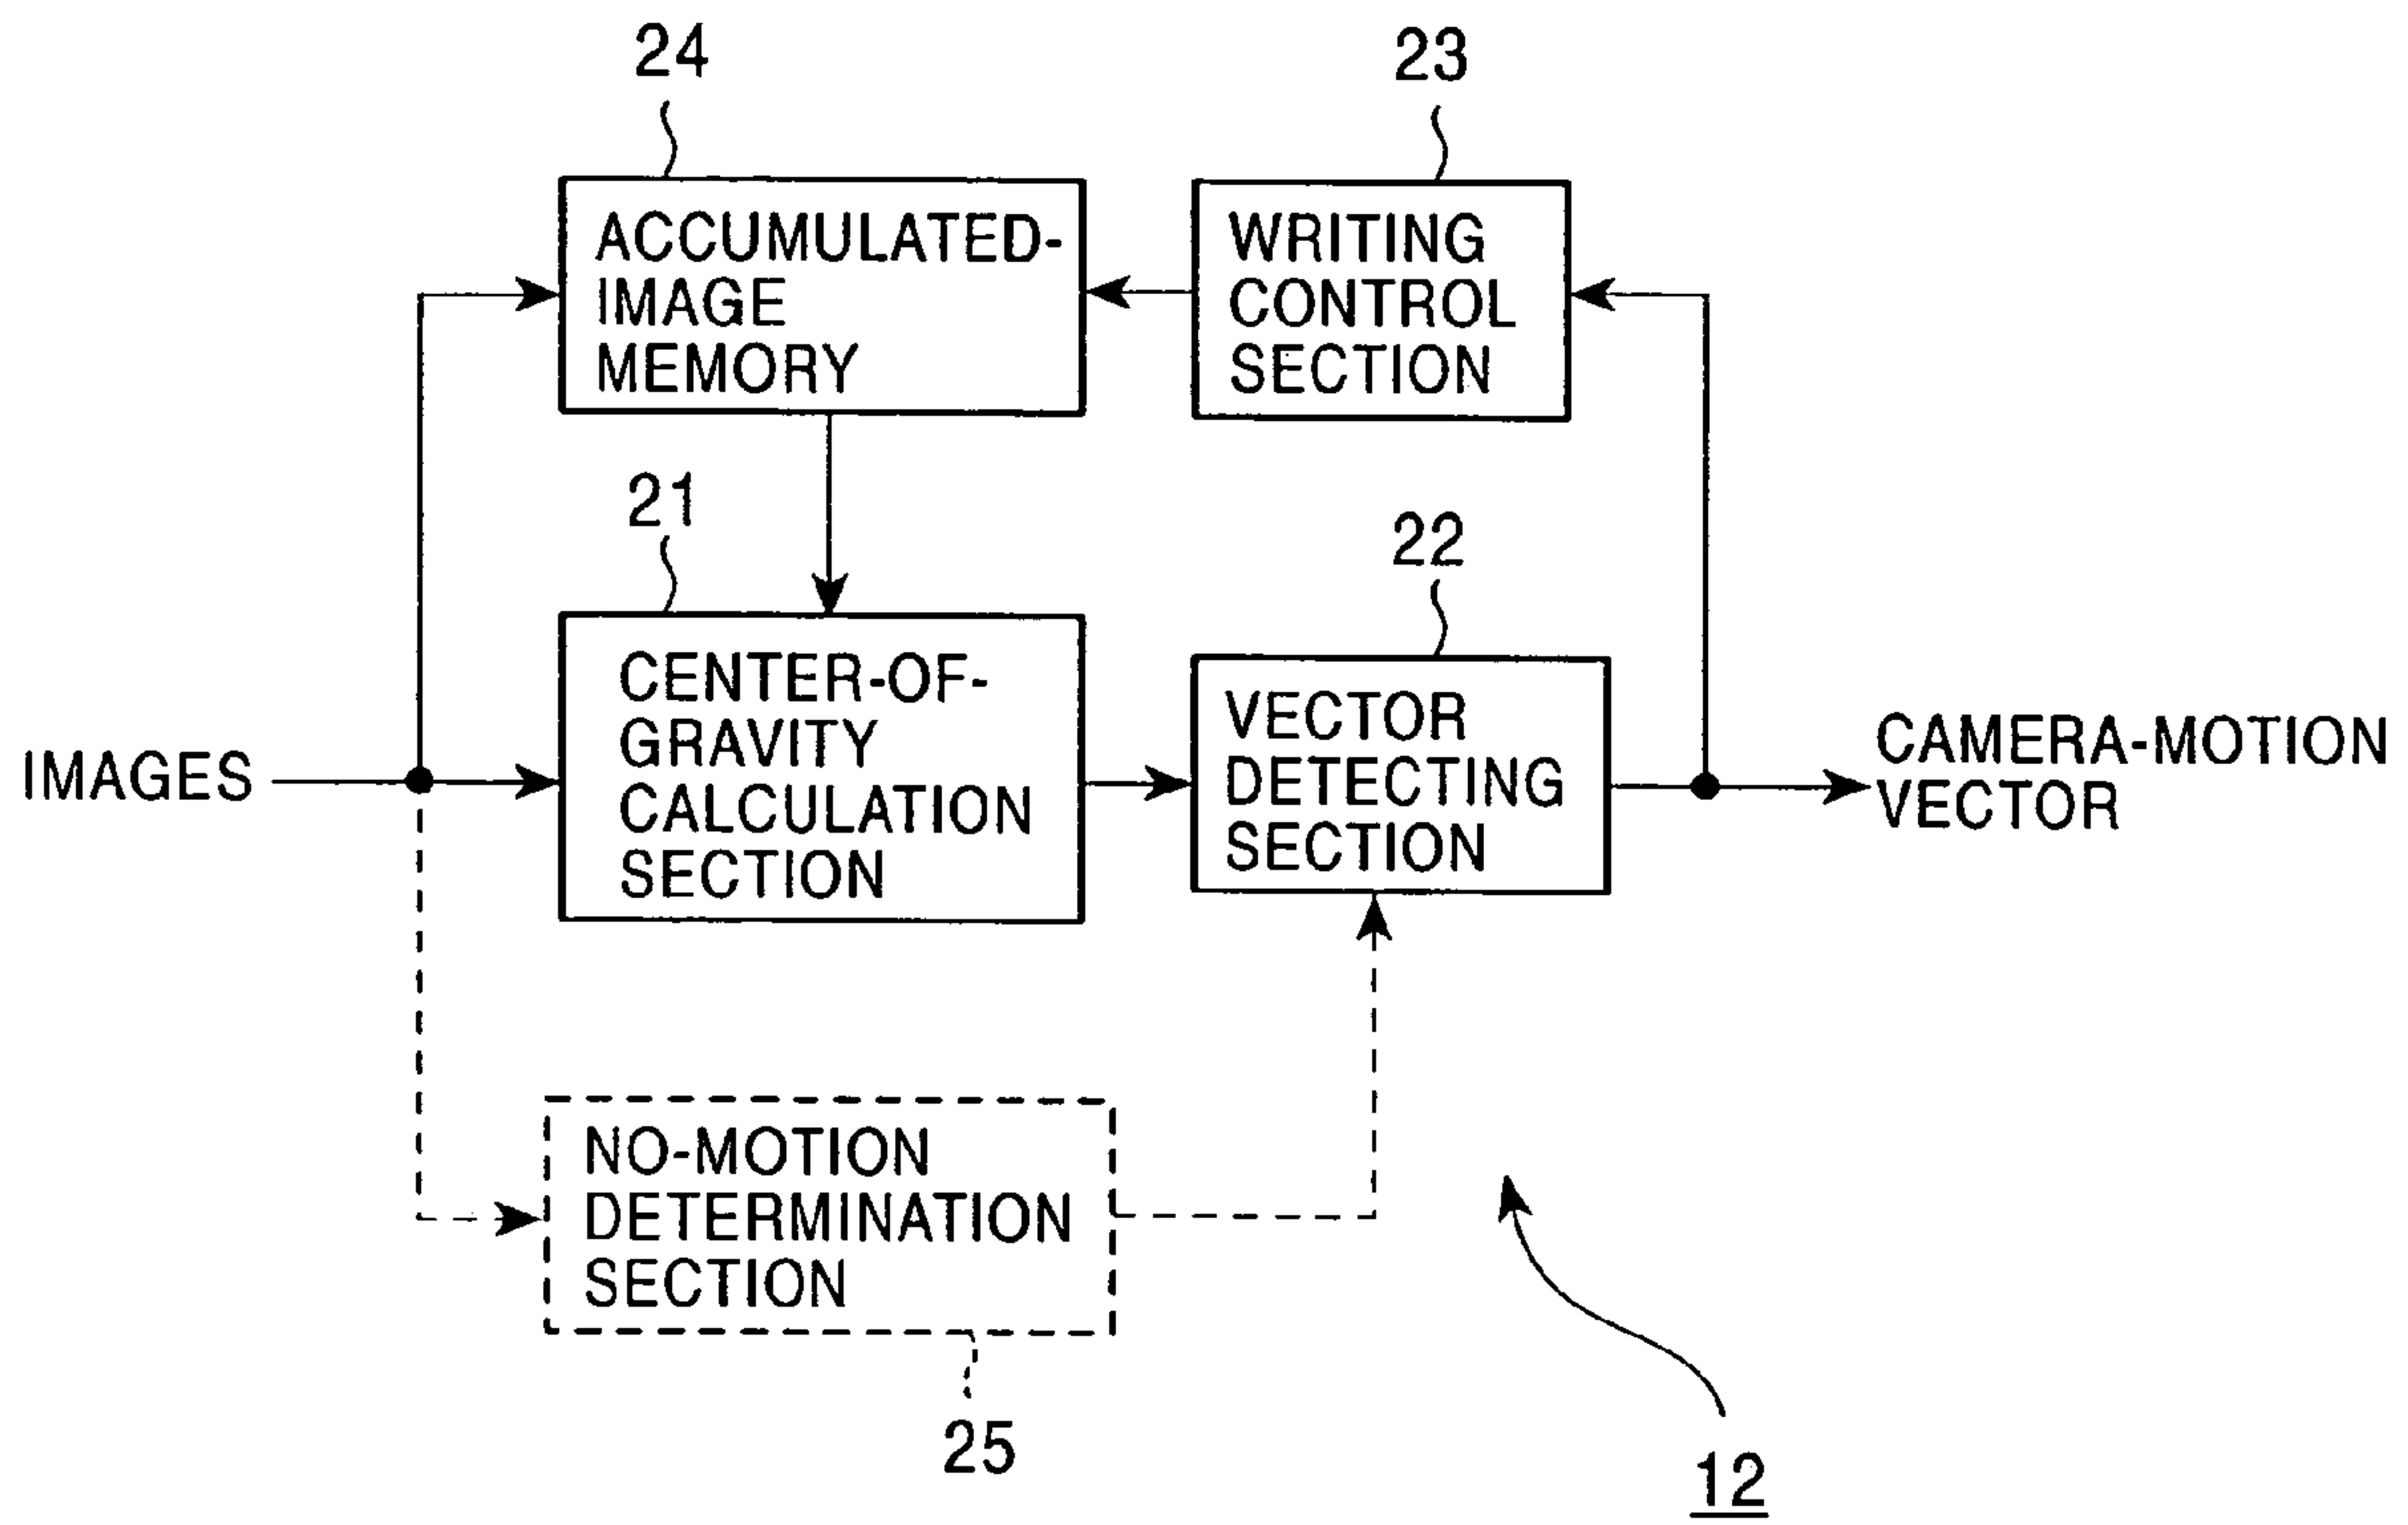 24
23
ACCUMULATED-
IMAGE
MEMORY
WRITING
CONTROL
SECTION
21
22
IMAGES
CENTER-OF-
GRAVITY
CALCULATION
SECTION
VECTOR
DETECTING
SECTION
CAMERA-MOTION
VECTOR
NO-MOTION
DETERMINATION
SECTION
25
12